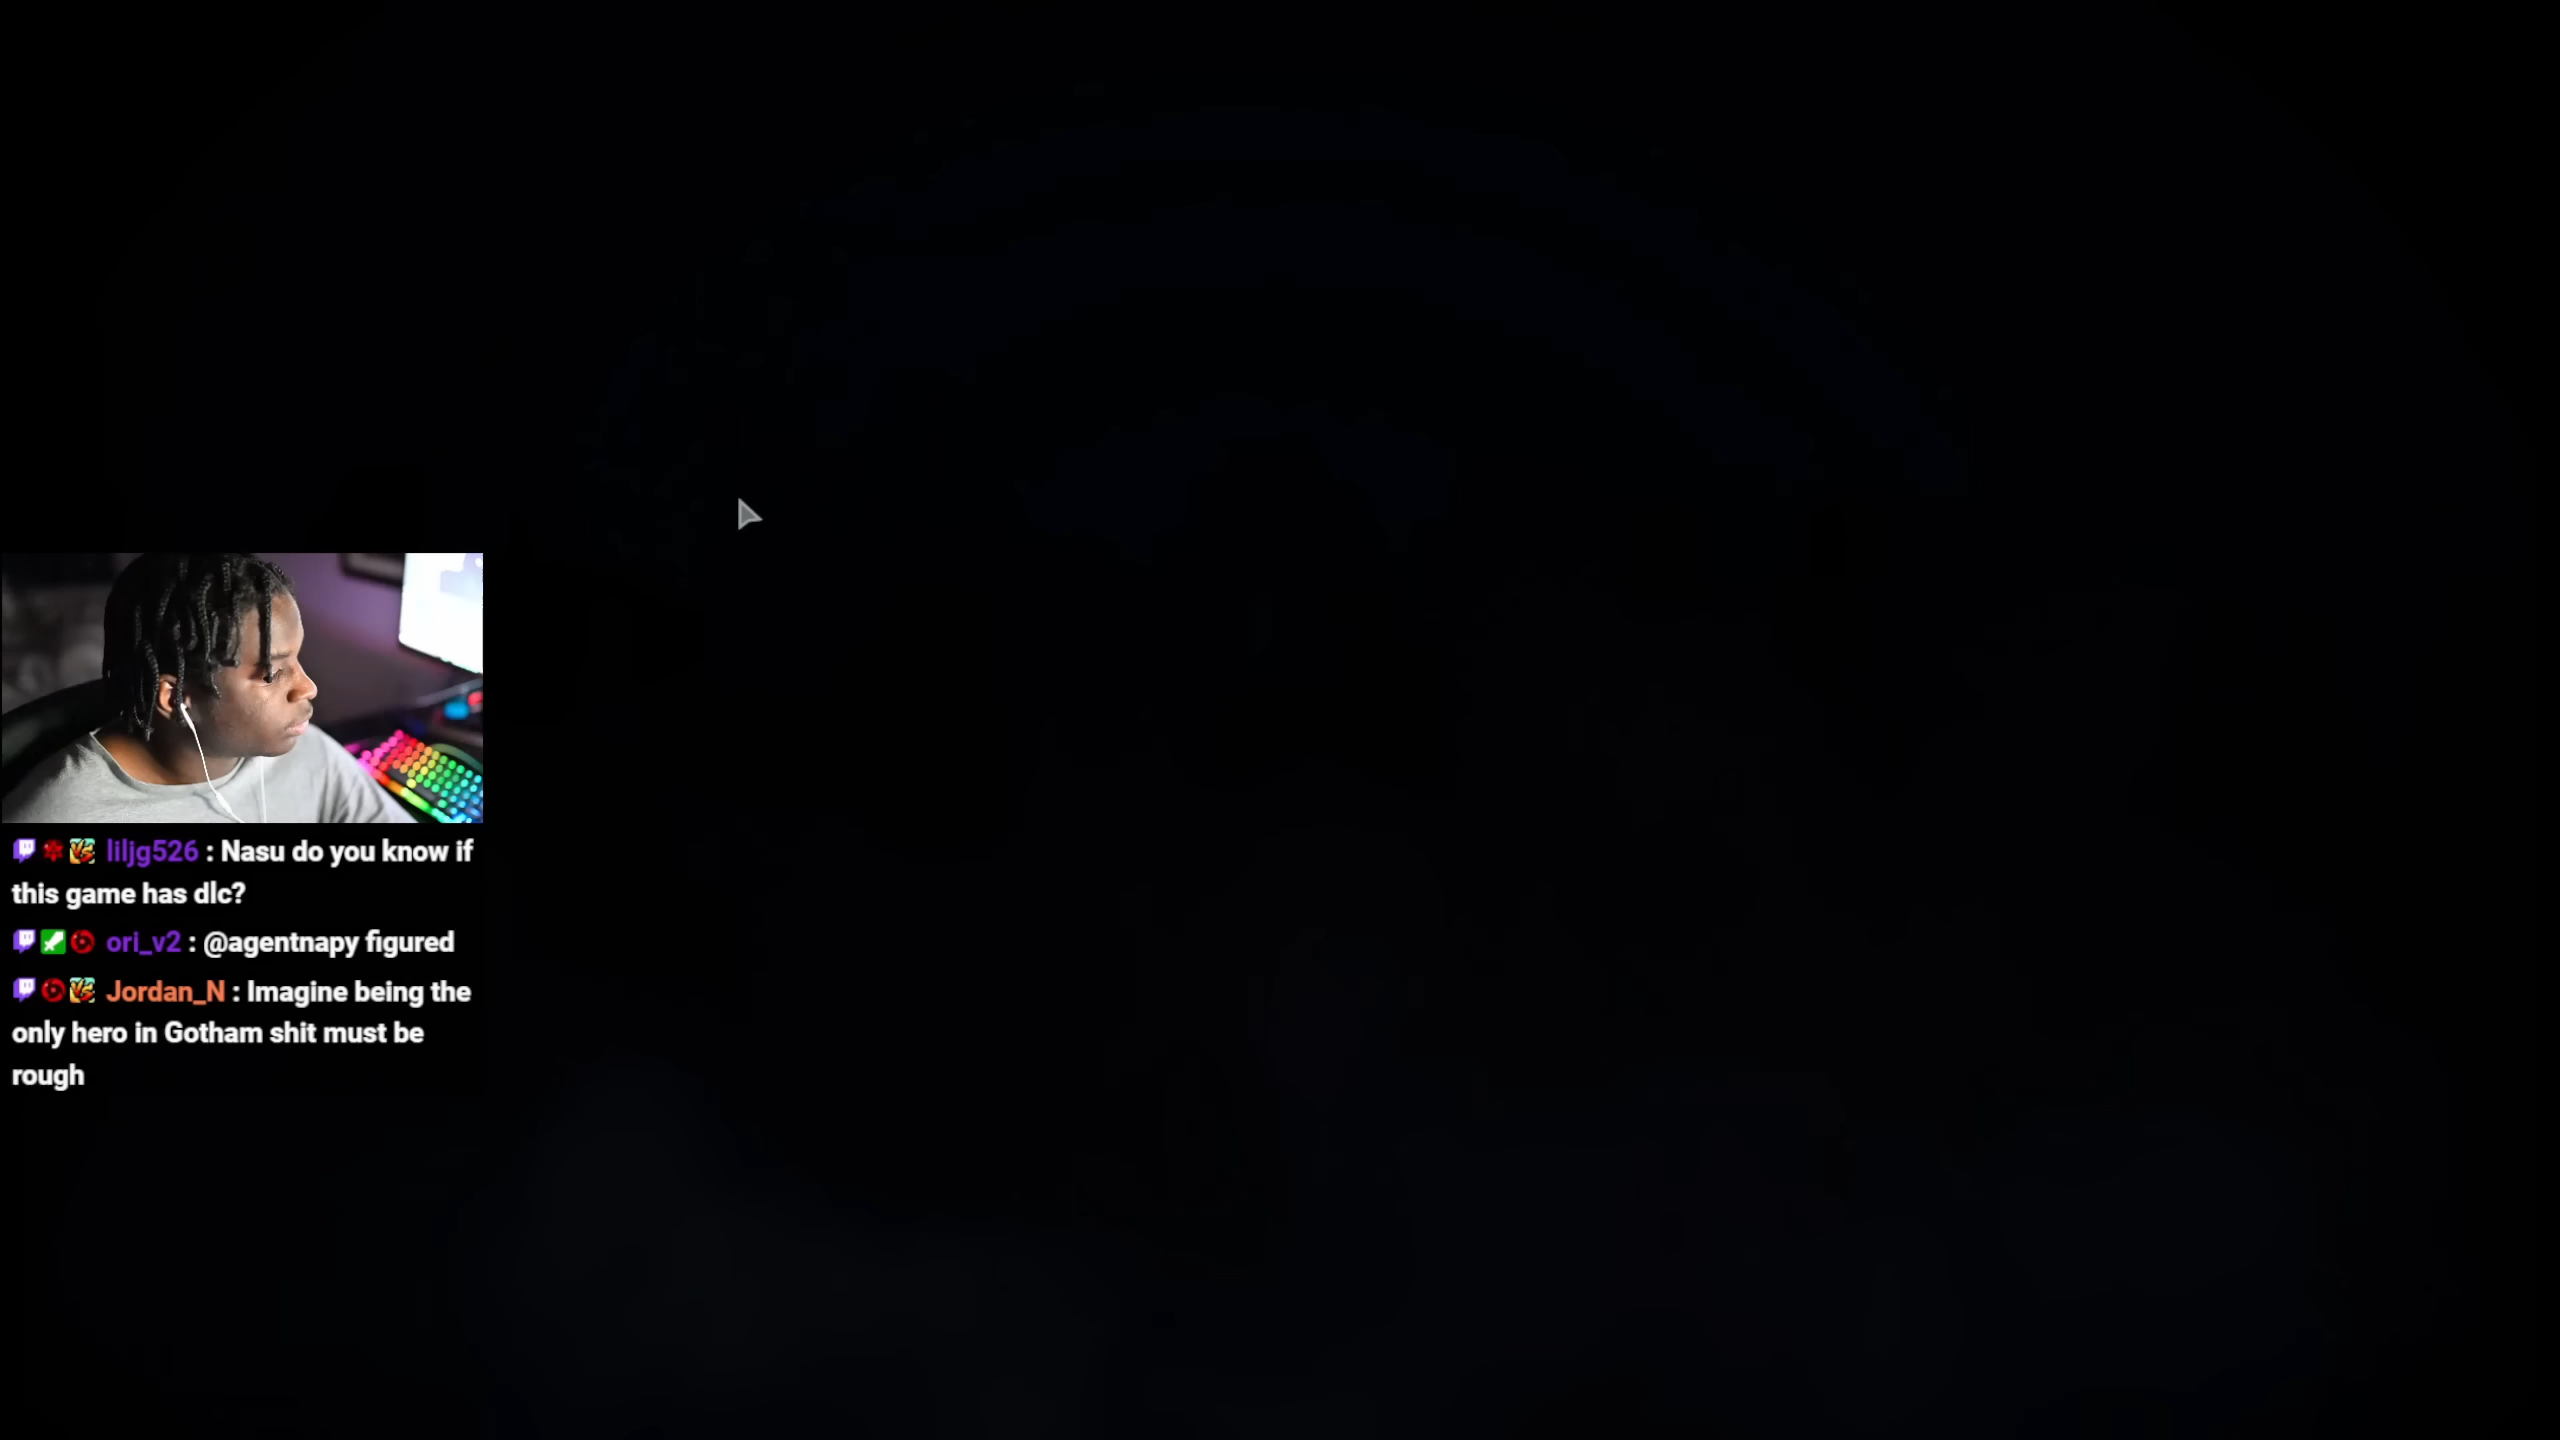 liljg526 : Nasu do you know if
this game has dlc?
ori_v2 : @agentnapy figured
Jordan_N : Imagine being the
only hero in Gotham shit must be
rough